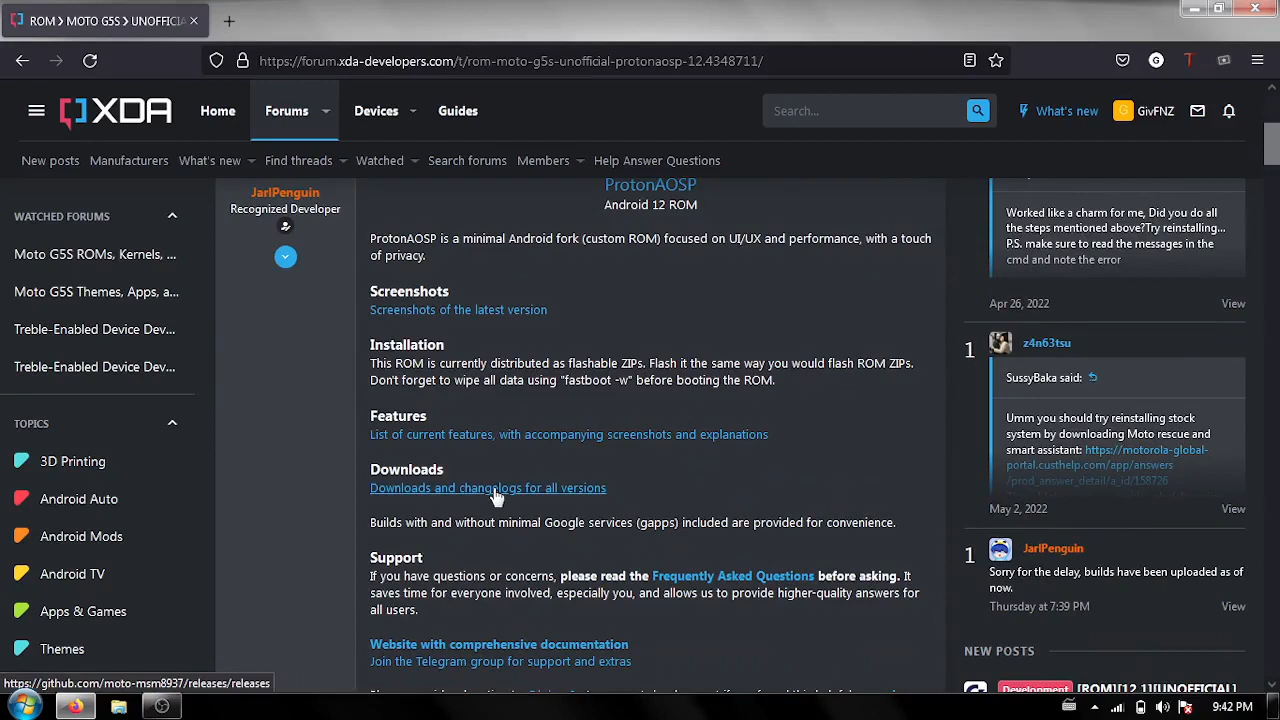 ROM > MOTO G5S > UNOFFICIA
https://forum.xda-developers.com/t/rom-moto-g5s-unofficial-protonaosp-12.4348711/
XDA
Home
Forums
Devices
Guides
Search...
What's new
G
GivFNZ
New posts
Manufacturers
What's new
Find threads
Watched
Search forums
Members
Help Answer Questions
WATCHED FORUMS
Moto G5S ROMs, Kernels, ...
Moto G5S Themes, Apps, a...
Treble-Enabled Device Dev...
Treble-Enabled Device Dev...
TOPICS
3D Printing
Android Auto
Android Mods
Android TV
Apps & Games
Themes
JarlPenguin
Recognized Developer
ProtonAOSP
Android 12 ROM
ProtonAOSP is a minimal Android fork (custom ROM) focused on UI/UX and performance, with a touch
of privacy.
Screenshots
Screenshots of the latest version
Installation
This ROM is currently distributed as flashable ZIPs. Flash it the same way you would flash ROM ZIPs.
Don't forget to wipe all data using "fastboot -w" before booting the ROM.
Features
List of current features, with accompanying screenshots and explanations
Downloads
Downloads and changelogs for all versions
Builds with and without minimal Google services (gapps) included are provided for convenience.
Support
If you have questions or concerns, please read the Frequently Asked Questions before asking. It
saves time for everyone involved, especially you, and allows us to provide higher-quality answers for
all users.
Website with comprehensive documentation
Join the Telegram group for support and extras
Worked like a charm for me, Did you do all
the steps mentioned above?Try reinstalling...
P.S. make sure to read the messages in the
cmd and note the error
Apr 26, 2022
View
1
z4n63tsu
SussyBaka said:
Umm you should try reinstalling stock
system by downloading Moto rescue and
smart assistant: https://motorola-global-
portal.custhelp.com/app/answers
/prod_answer_detail/a_id/158726
May 2, 2022
View
1
JarlPenguin
Sorry for the delay, builds have been uploaded as of
now.
Thursday at 7:39 PM
View
NEW POSTS
Development
[ROM][12.1][UNOFFICIAL]
https://github.com/moto-msm8937/releases/releases
9:42 PM